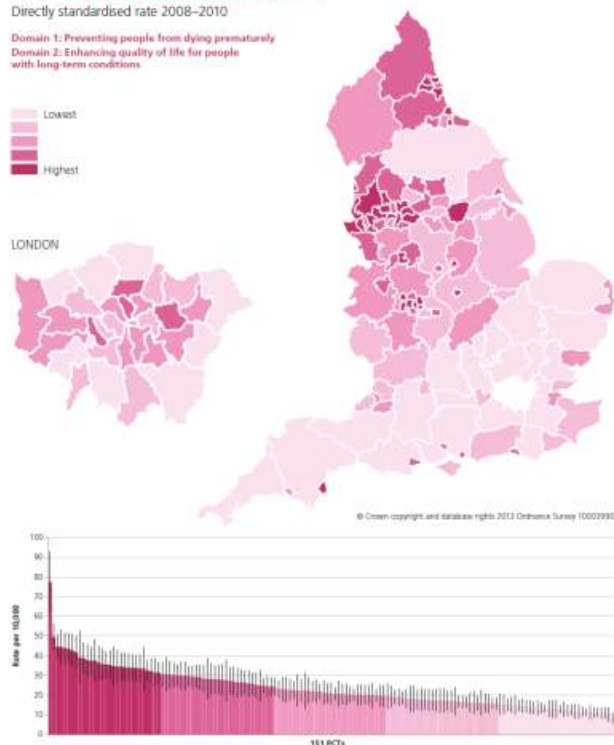 Directly standardised rate 2008–2010
Domain 1: Preventing people from dying prematurely
Domain 2: Enhancing quality of life for people
with long-term conditions
Lowest
Highest
LONDON
© Crown copyright and database rights 2013 Ordnance Survey
100
90
80
70
60
50
40
30
20
10
0
Rate per 10,000
151 PCTs